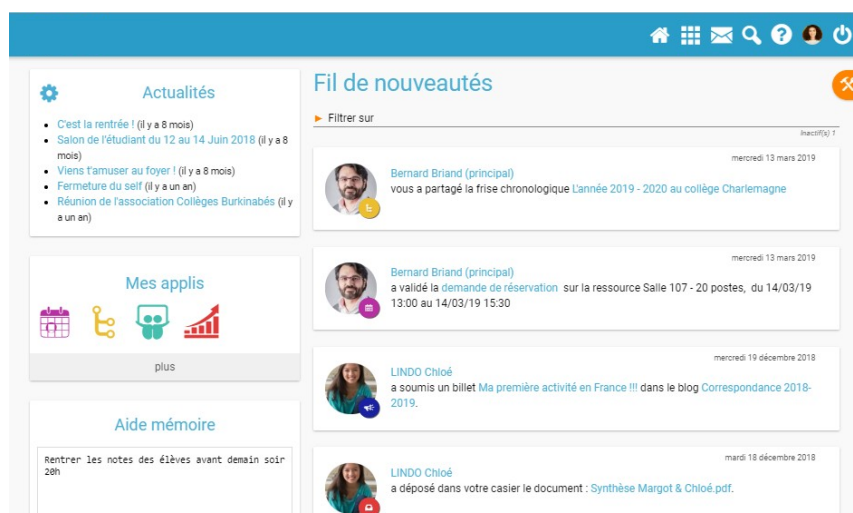 Actualités
C'est la rentrée ! (il y a 8 mois)
Salon de l'étudiant du 12 au 14 Juin 2018 (il y a 8
mois)
Viens t'amuser au foyer ! (il y a 8 mois)
Fermeture du self (il y a un an)
Réunion de l'association Collèges Burkinabés (il y
a un an)
Mes applis
plus
Aide mémoire
Rentrer les notes des élèves avant demain soir
20h
Fil de nouveautés
Filtrer sur
Inactif(s) 1
mercredi 13 mars 2019
Bernard Briand (principal)
vous a partagé la frise chronologique L'année 2019 - 2020 au collège Charlemagne
mercredi 13 mars 2019
Bernard Briand (principal)
a validé la demande de réservation sur la ressource Salle 107 - 20 postes, du 14/03/19
13:00 au 14/03/19 15:30
mercredi 19 décembre 2018
LINDO Chloé
a soumis un billet Ma première activité en France !!! dans le blog Correspondance 2018-
2019.
mardi 18 décembre 2018
LINDO Chloé
a déposé dans votre casier le document : Synthèse Margot & Chloé.pdf.